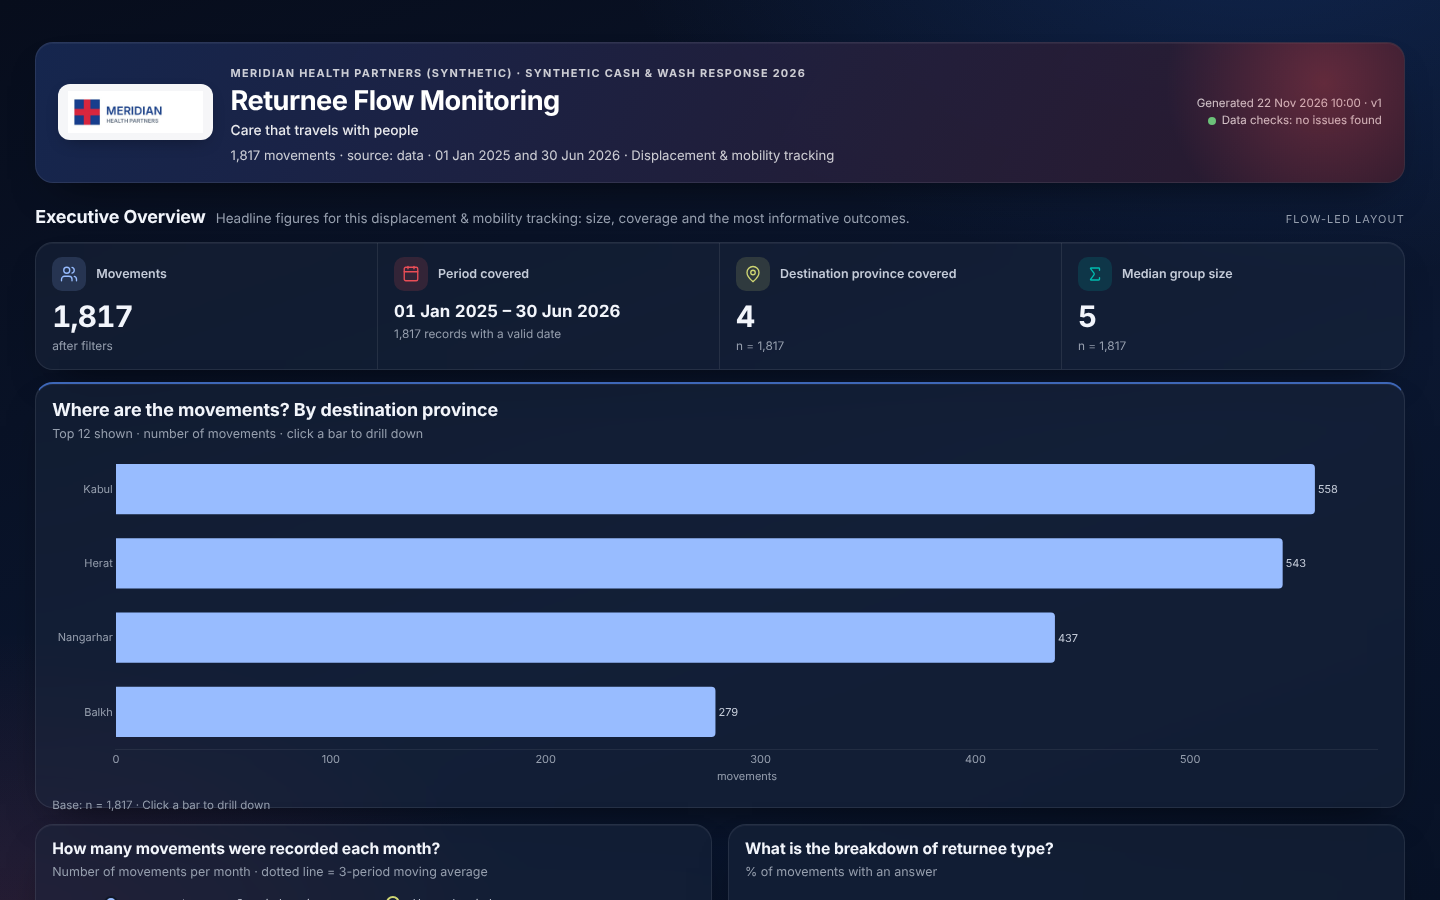 MERIDIAN HEALTH PARTNERS (SYNTHETIC) · SYNTHETIC CASH & WASH RESPONSE 2026
MERIDIAN
HEALTH PARTNERS
Returnee Flow Monitoring
Care that travels with people
1,817 movements · source: data · 01 Jan 2025 and 30 Jun 2026 · Displacement & mobility tracking
Generated 22 Nov 2026 10:00 · v1
Data checks: no issues found
Executive Overview Headline figures for this displacement & mobility tracking: size, coverage and the most informative outcomes.
FLOW-LED LAYOUT
Movements
1,817
after filters
Period covered
01 Jan 2025 – 30 Jun 2026
1,817 records with a valid date
Destination province covered
4
n = 1,817
Median group size
5
n = 1,817
Where are the movements? By destination province
Top 12 shown · number of movements · click a bar to drill down
Kabul 558
Herat 543
Nangarhar 437
Balkh 279
0 100 200 300 400 500
movements
Base: n = 1,817 · Click a bar to drill down
How many movements were recorded each month?
Number of movements per month · dotted line = 3-period moving average
What is the breakdown of returnee type?
% of movements with an answer